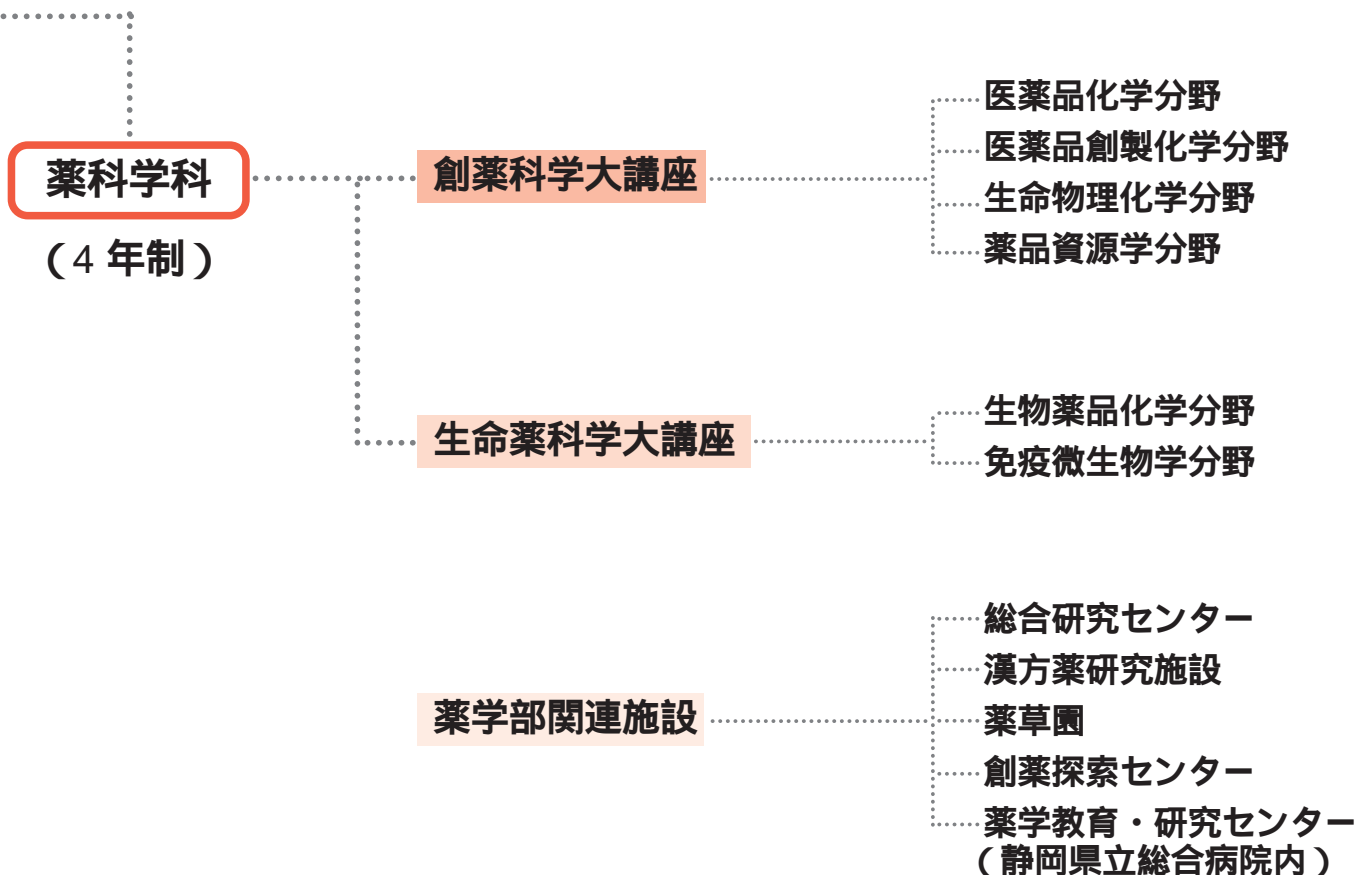 薬科学科
（4 年制）
創薬科学大講座
医薬品化学分野
医薬品創製化学分野
生命物理化学分野
薬品資源学分野
生命薬科学大講座
生物薬品化学分野
免疫微生物学分野
薬学部関連施設
総合研究センター
漢方薬研究施設
薬草園
創薬探索センター
薬学教育・研究センター
（静岡県立総合病院内）